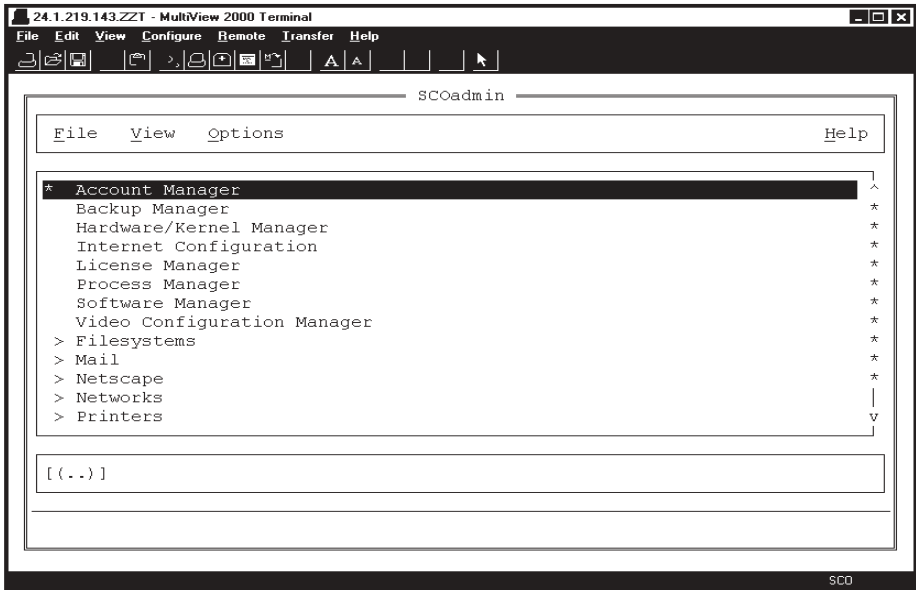 24.1.219.143.ZZT - MultiView 2000 Terminal
File Edit View Configure Remote Transfer Help
A A
SCOadmin
File View Options Help
* Account Manager ^
Backup Manager *
Hardware/Kernel Manager *
Internet Configuration *
License Manager *
Process Manager *
Software Manager *
Video Configuration Manager *
> Filesystems *
> Mail *
> Netscape *
> Networks |
> Printers v
[(..)]
SCO